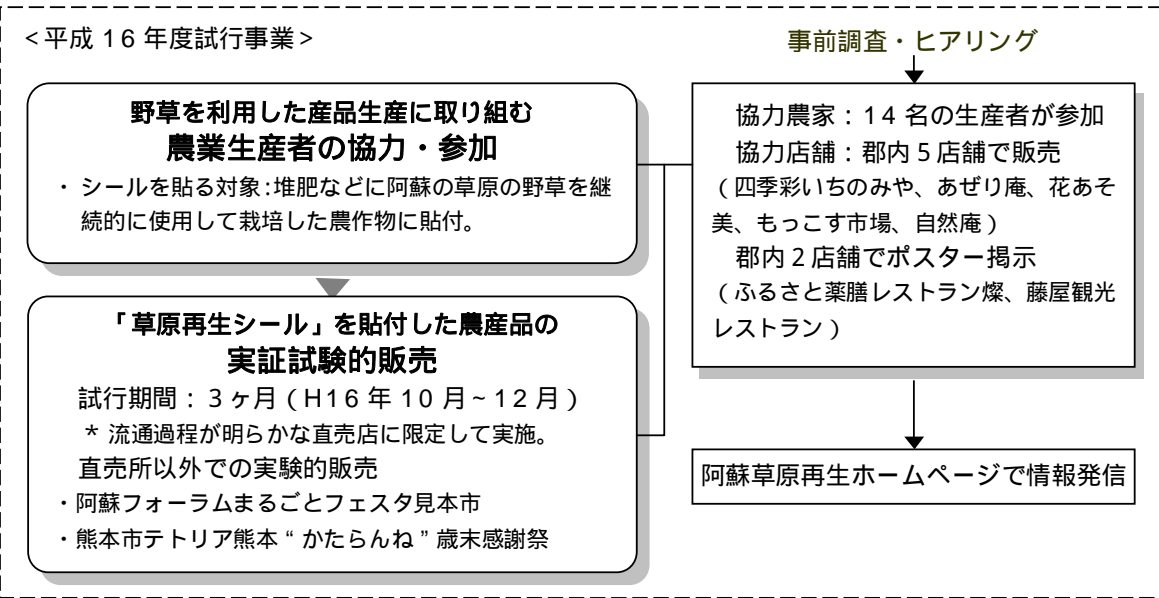 <平成16年度試行事業>
野草を利用した産品生産に取り組む
農業生産者の協力・参加
・ シールを貼る対象:堆肥などに阿蘇の草原の野草を継
続的に使用して栽培した農作物に貼付。
「草原再生シール」を貼付した農産品の
実証試験的販売
試行期間:3ヶ月(H16年10月~12月)
* 流通過程が明らかな直売店に限定して実施。
直売所以外での実験的販売
・阿蘇フォーラムまるごとフェスタ見本市
・熊本市テトリア熊本“かたらんね”歳末感謝祭
事前調査・ヒアリング
協力農家:14名の生産者が参加
協力店舗:郡内5店舗で販売
(四季彩いちのみや、あぜり庵、花あそ
美、もっこす市場、自然庵)
郡内2店舗でポスター掲示
(ふるさと薬膳レストラン燦、藤屋観光
レストラン)
阿蘇草原再生ホームページで情報発信